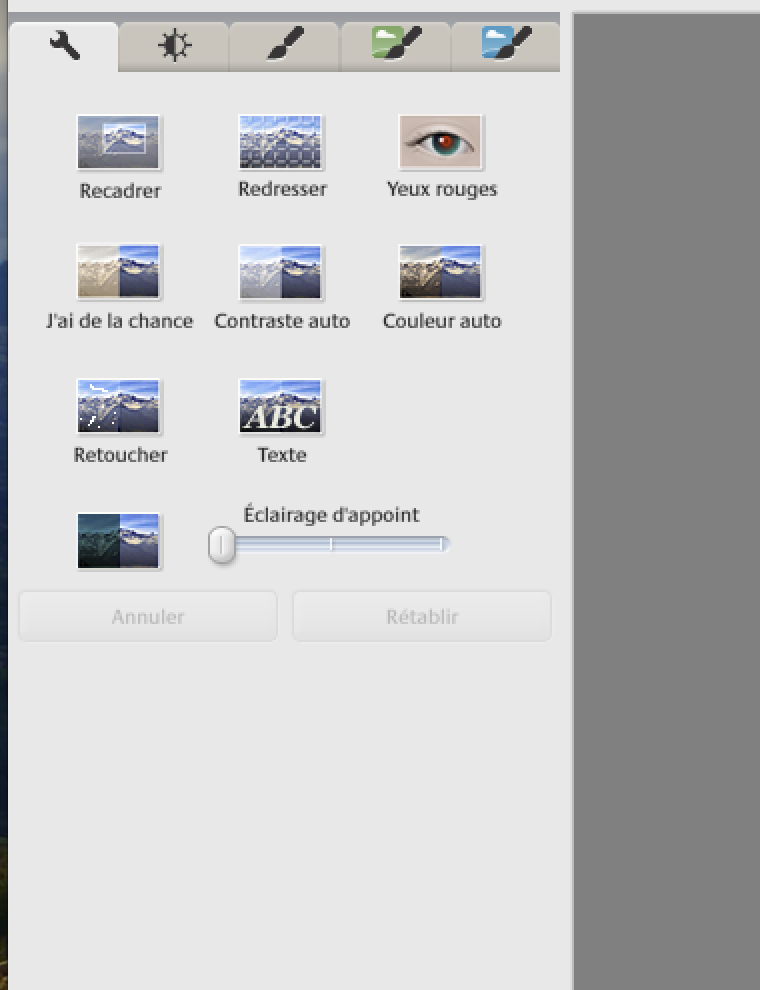 Recadrer Redresser Yeux rouges
J'ai de la chance Contraste auto Couleur auto
ABC
Retoucher Texte
Éclairage d'appoint
Annuler Rétablir